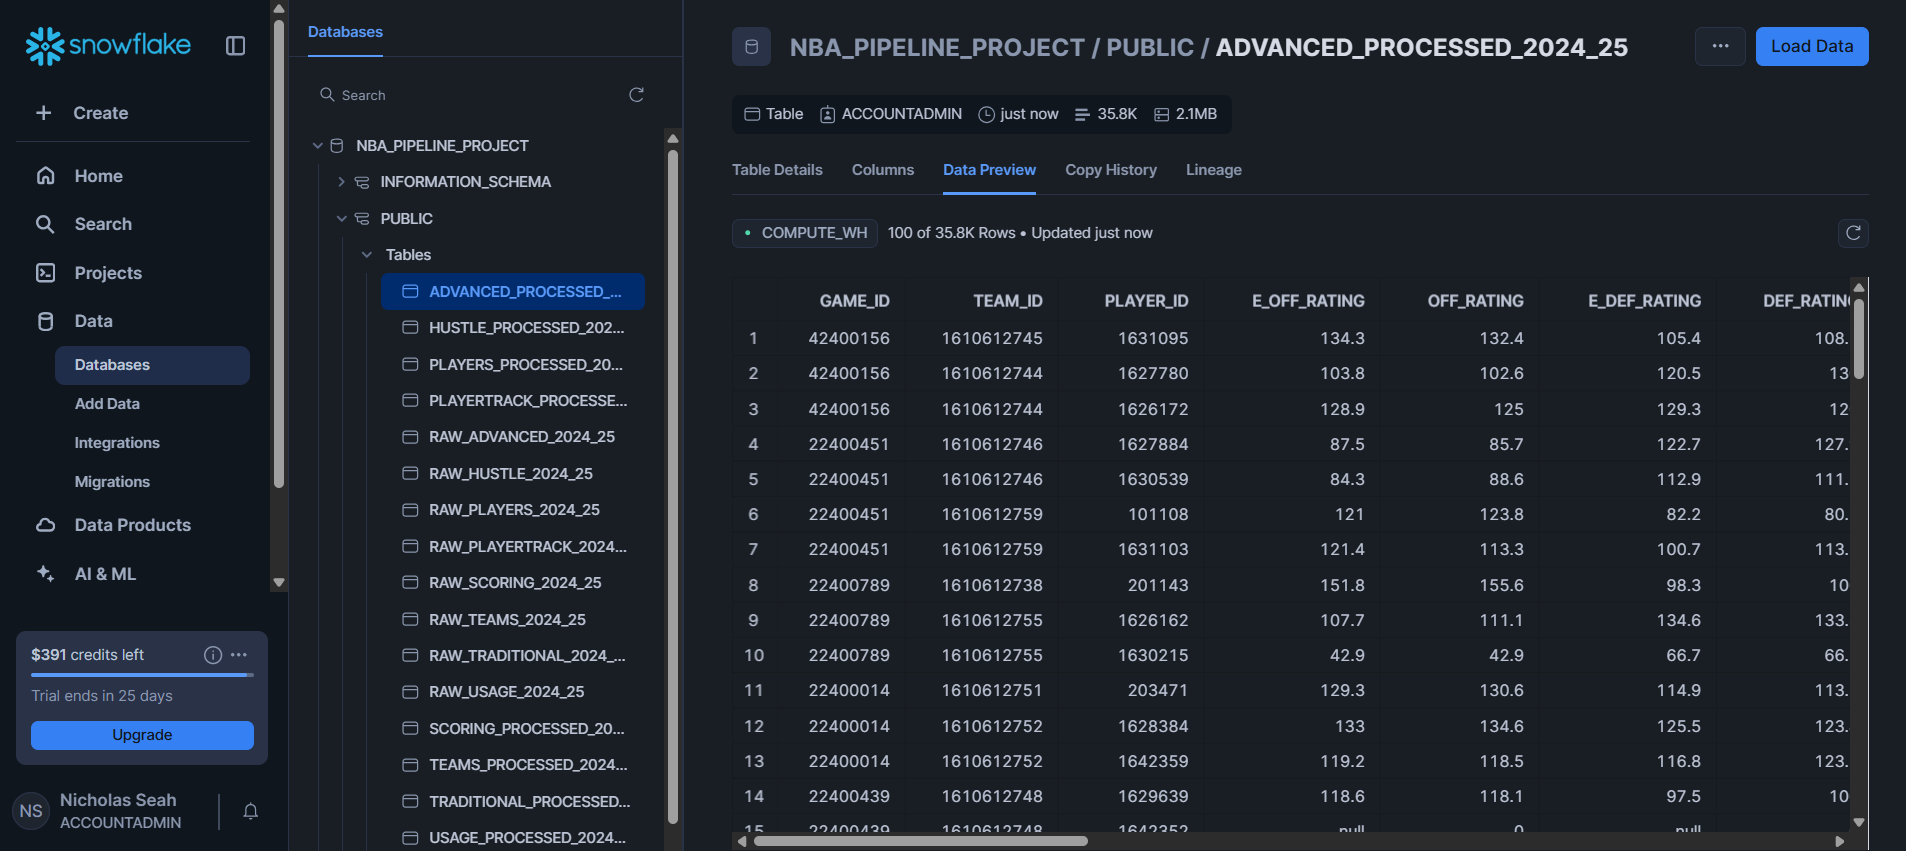 snowflake
Create
Home
Search
Projects
Data
Databases
Add Data
Integrations
Migrations
Data Products
AI & ML
$391 credits left
Trial ends in 25 days
Upgrade
NS
Nicholas Seah
ACCOUNTADMIN
Databases
Search
NBA_PIPELINE_PROJECT
INFORMATION_SCHEMA
PUBLIC
Tables
ADVANCED_PROCESSED_...
HUSTLE_PROCESSED_202...
PLAYERS_PROCESSED_20...
PLAYERTRACK_PROCESSE...
RAW_ADVANCED_2024_25
RAW_HUSTLE_2024_25
RAW_PLAYERS_2024_25
RAW_PLAYERTRACK_2024...
RAW_SCORING_2024_25
RAW_TEAMS_2024_25
RAW_TRADITIONAL_2024_...
RAW_USAGE_2024_25
SCORING_PROCESSED_20...
TEAMS_PROCESSED_2024...
TRADITIONAL_PROCESSED...
USAGE_PROCESSED_2024...
NBA_PIPELINE_PROJECT / PUBLIC / ADVANCED_PROCESSED_2024_25
Load Data
Table ACCOUNTADMIN just now 35.8K 2.1MB
Table Details Columns Data Preview Copy History Lineage
COMPUTE_WH 100 of 35.8K Rows • Updated just now
GAME_ID TEAM_ID PLAYER_ID E_OFF_RATING OFF_RATING E_DEF_RATING DEF_RATING
1 42400156 1610612745 1631095 134.3 132.4 105.4 108.
2 42400156 1610612744 1627780 103.8 102.6 120.5 13
3 42400156 1610612744 1626172 128.9 125 129.3 12
4 22400451 1610612746 1627884 87.5 85.7 122.7 127.
5 22400451 1610612746 1630539 84.3 88.6 112.9 111.
6 22400451 1610612759 101108 121 123.8 82.2 80.
7 22400451 1610612759 1631103 121.4 113.3 100.7 113.
8 22400789 1610612738 201143 151.8 155.6 98.3 10
9 22400789 1610612755 1626162 107.7 111.1 134.6 133.
10 22400789 1610612755 1630215 42.9 42.9 66.7 66.
11 22400014 1610612751 203471 129.3 130.6 114.9 113.
12 22400014 1610612752 1628384 133 134.6 125.5 123.
13 22400014 1610612752 1642359 119.2 118.5 116.8 123.
14 22400439 1610612748 1629639 118.6 118.1 97.5 10
15 22400439 1610612748 1642352 null 0 null